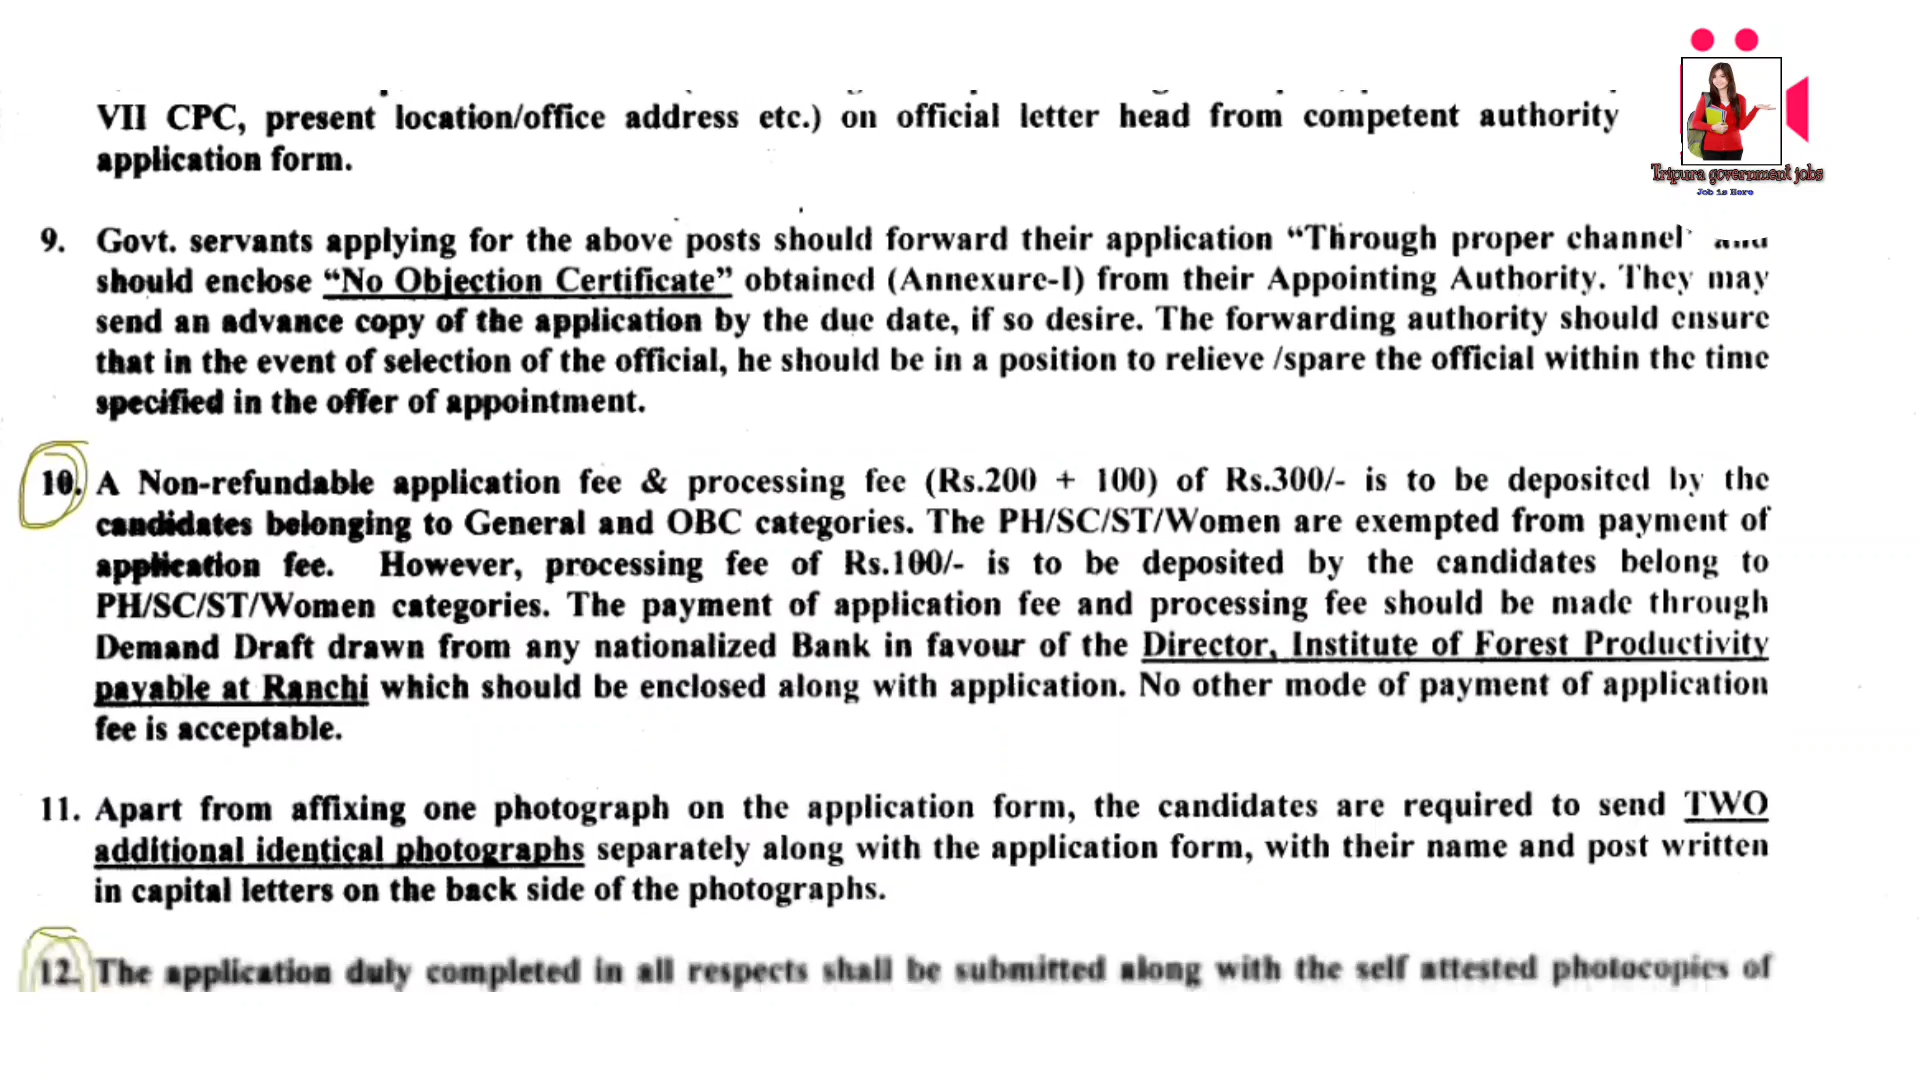 VII CPC, present location/office address etc.) on official letter head from competent authority
application form.
Tripura government jobs
Job is Here
9. Govt. servants applying for the above posts should forward their application “Through proper channel’ and
should enclose “No Objection Certificate” obtained (Annexure-I) from their Appointing Authority. They may
send an advance copy of the application by the due date, if so desire. The forwarding authority should ensure
that in the event of selection of the official, he should be in a position to relieve /spare the official within the time
specified in the offer of appointment.
10. A Non-refundable application fee & processing fee (Rs.200 + 100) of Rs.300/- is to be deposited by the
candidates belonging to General and OBC categories. The PH/SC/ST/Women are exempted from payment of
application fee. However, processing fee of Rs.100/- is to be deposited by the candidates belong to
PH/SC/ST/Women categories. The payment of application fee and processing fee should be made through
Demand Draft drawn from any nationalized Bank in favour of the Director, Institute of Forest Productivity
payable at Ranchi which should be enclosed along with application. No other mode of payment of application
fee is acceptable.
11. Apart from affixing one photograph on the application form, the candidates are required to send TWO
additional identical photographs separately along with the application form, with their name and post written
in capital letters on the back side of the photographs.
12. The application duly completed in all respects shall be submitted along with the self attested photocopies of